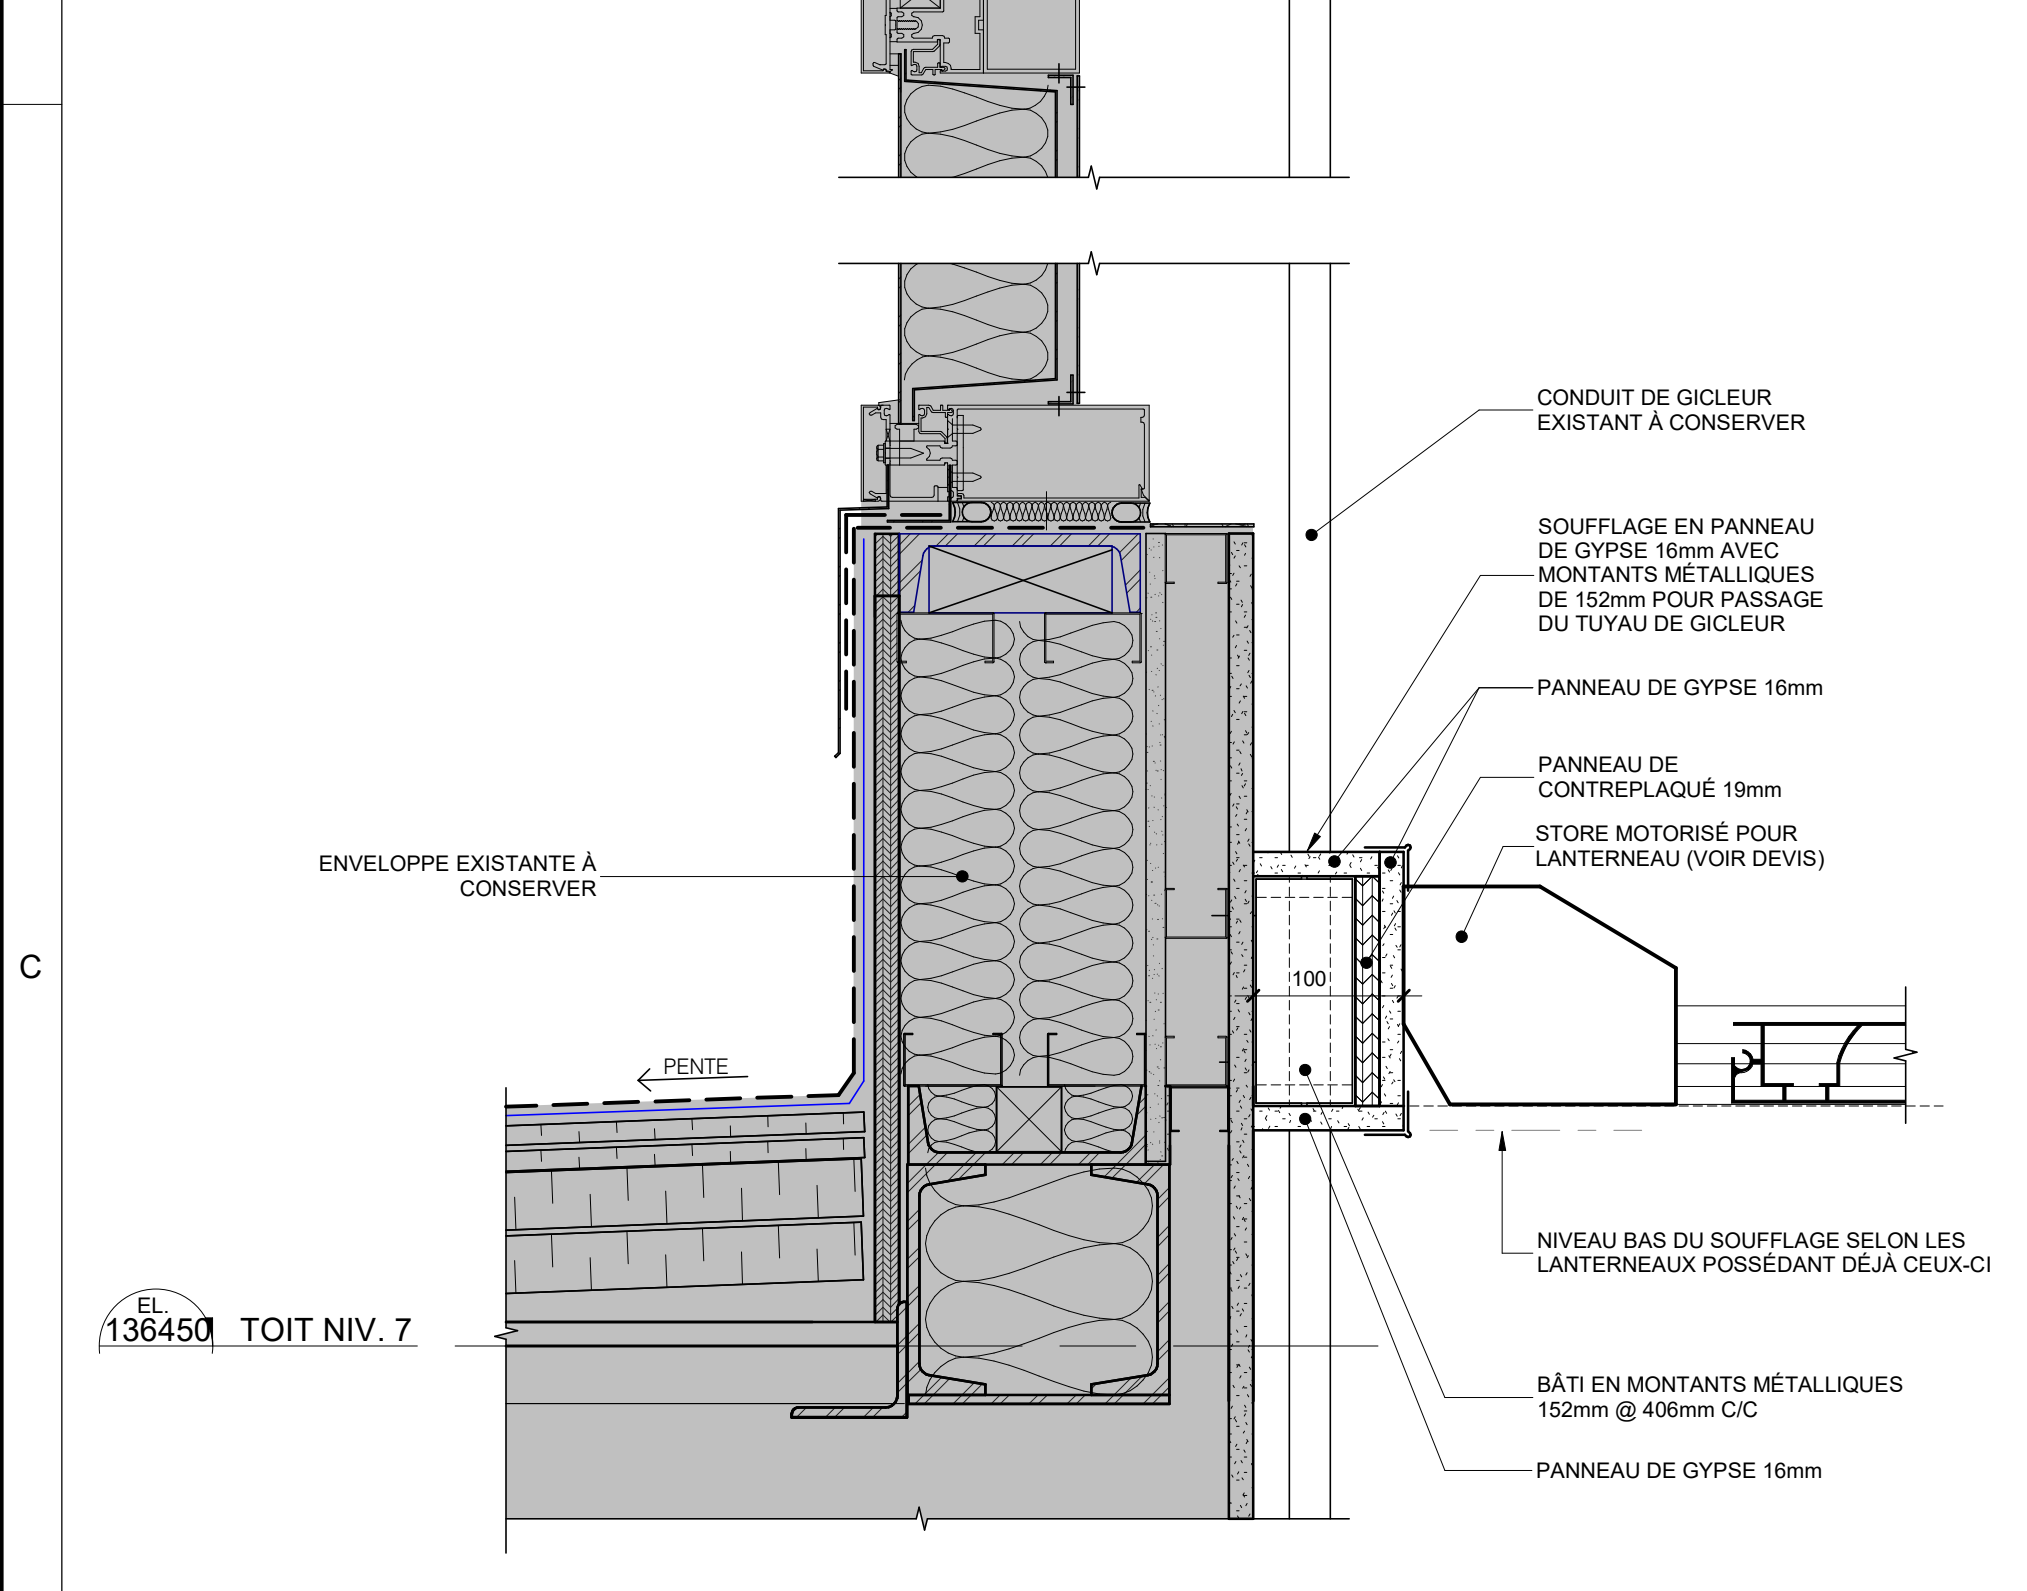 CONDUIT DE GICLEUR
EXISTANT À CONSERVER
SOUFFLAGE EN PANNEAU
DE GYPSE 16mm AVEC
MONTANTS MÉTALLIQUES
DE 152mm POUR PASSAGE
DU TUYAU DE GICLEUR
PANNEAU DE GYPSE 16mm
PANNEAU DE
CONTREPLAQUÉ 19mm
STORE MOTORISÉ POUR
LANTERNEAU (VOIR DEVIS)
ENVELOPPE EXISTANTE À
CONSERVER
C
100
PENTE
NIVEAU BAS DU SOUFFLAGE SELON LES
LANTERNEAUX POSSÉDANT DÉJÀ CEUX-CI
EL.
136450 TOIT NIV. 7
BÂTI EN MONTANTS MÉTALLIQUES
152mm @ 406mm C/C
PANNEAU DE GYPSE 16mm